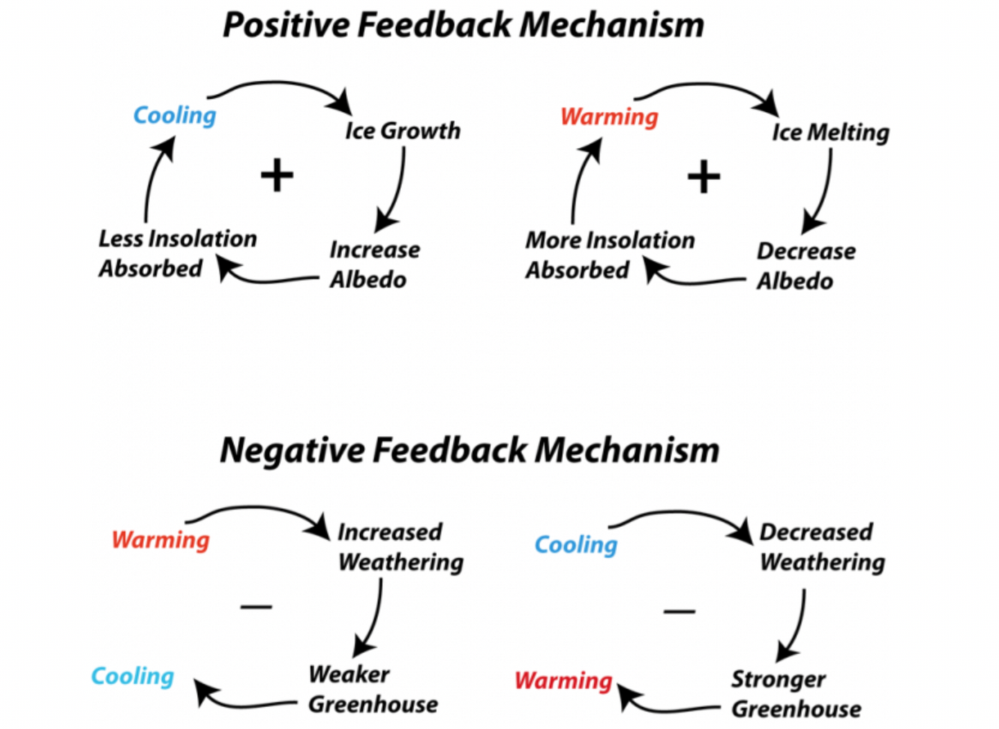 Positive Feedback Mechanism
Cooling
Ice Growth
+
Less Insolation
Absorbed
Increase
Albedo
Warming
Ice Melting
+
More Insolation
Absorbed
Decrease
Albedo
Negative Feedback Mechanism
Warming
Increased
Weathering
—
Cooling
Weaker
Greenhouse
Cooling
Decreased
Weathering
—
Warming
Stronger
Greenhouse